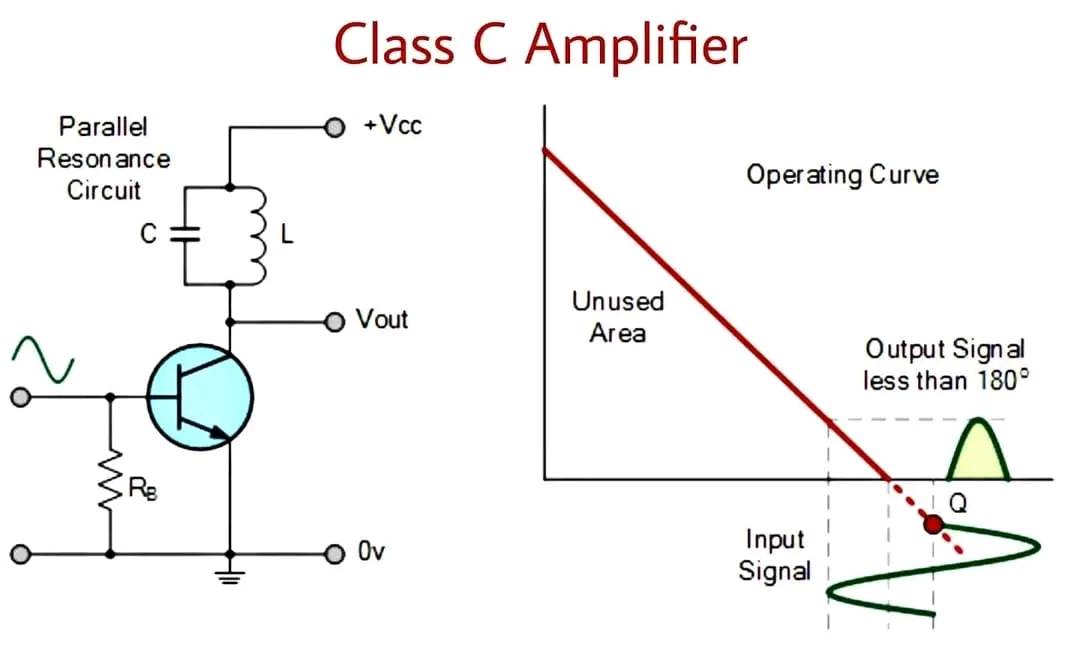 Class C Amplifier
Parallel
Resonance
Circuit
+Vcc
C
L
Vout
RB
0v
Operating Curve
Unused
Area
Output Signal
less than 180°
Q
Input
Signal